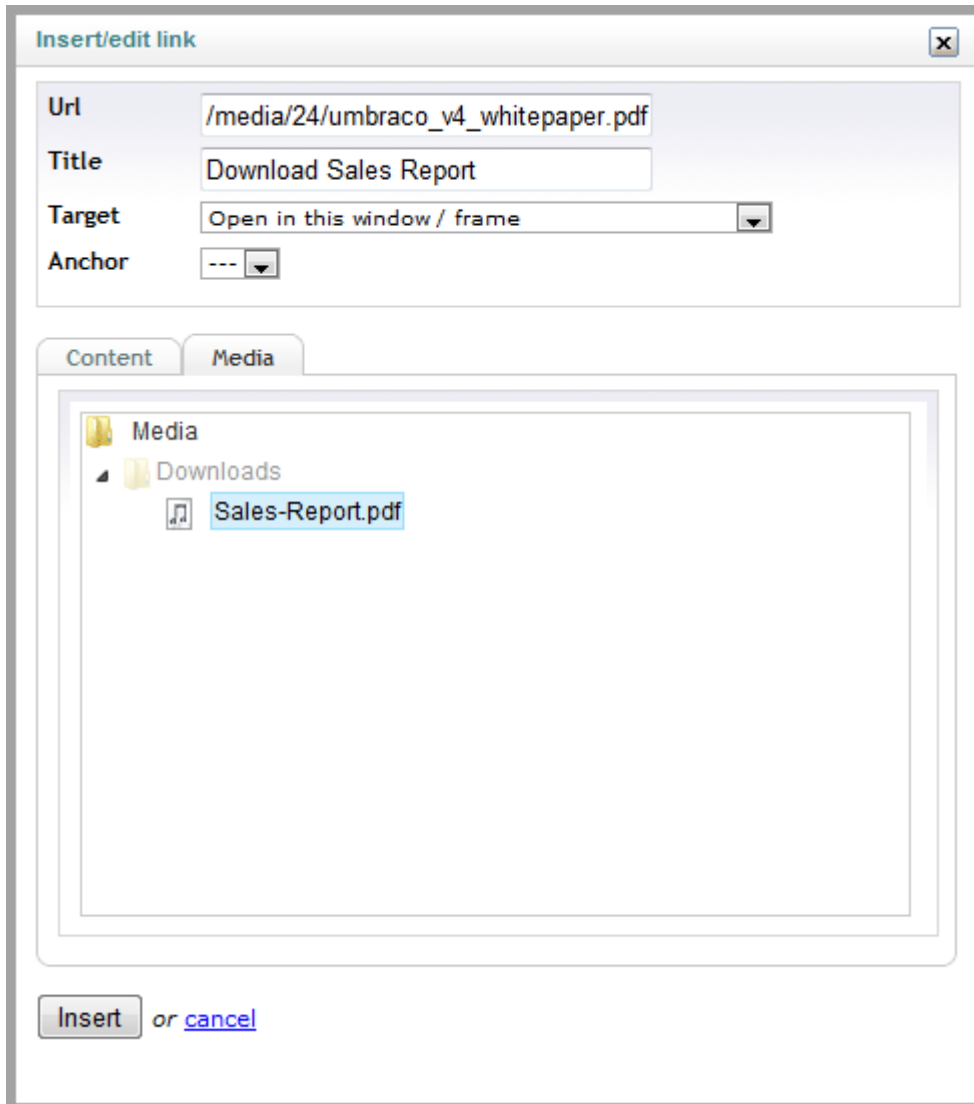 Insert/edit link
Url /media/24/umbraco_v4_whitepaper.pdf
Title Download Sales Report
Target Open in this window / frame
Anchor ---
Content Media
Media
Downloads
Sales-Report.pdf
Insert or cancel